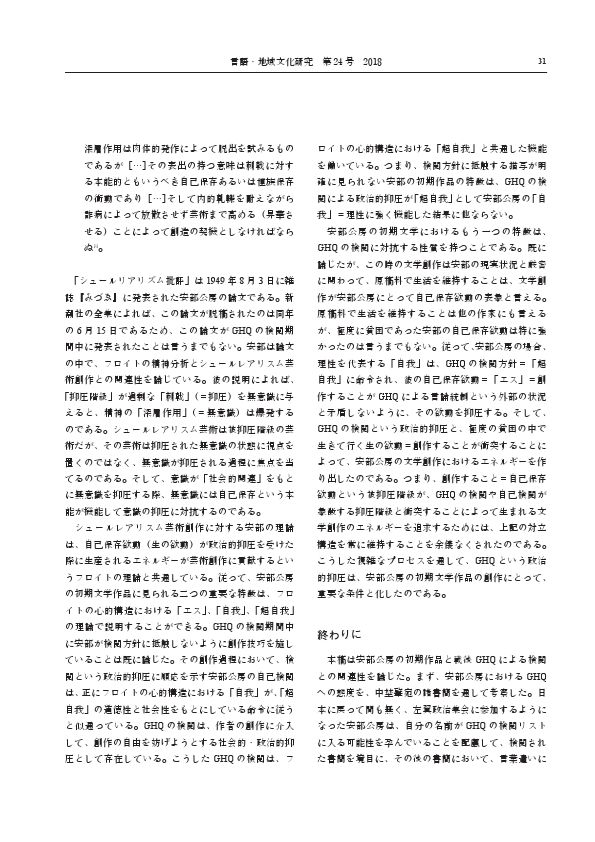 言語・地域文化研究　第24号　2018
31
深層作用は肉体的発作によって脱出を試みるもの
であるが［…］その表出の持つ意味は刺戟に対す
る本能的ともいうべき自己保存あるいは種族保存
の衝動であり［…］そして内的軋轢を耐えながら
詐病によって放散させず芸術まで高める（昇華さ
せる）ことによって創造の契機としなければなら
ぬ
「シュールリアリズム批評」は1949年8月3日に雑
誌『みづゑ』に発表された安部公房の論文である。新
潮社の全集によれば、この論文が脱稿されたのは同年
の6月15日であるため、この論文がGHQの検閲期
間中に発表されたことは言うまでもない。安部は論文
の中で、フロイトの精神分析とシュールレアリスム芸
術創作との関連性を論じている。彼の説明によれば、
「抑圧階級」が過剰な「刺戟」（＝抑圧）を無意識に与
えると、精神の「深層作用」（＝無意識）は爆発する
のである。シュールレアリスム芸術は被抑圧階級の芸
術だが、その芸術は抑圧された無意識の状態に視点を
置くのではなく、無意識が抑圧される過程に焦点を当
てるのである。そして、意識が「社会的関連」をもと
に無意識を抑圧する際、無意識には自己保存という本
能が機能して意識の抑圧に対抗するのである。
シュールレアリスム芸術創作に対する安部の理論
は、自己保存欲動（生の欲動）が政治的抑圧を受けた
際に生産されるエネルギーが芸術創作に貢献するとい
うフロイトの理論と共通している。従って、安部公房
の初期文学作品に見られる二つの重要な特徴は、フロ
イトの心的構造における「エス」、「自我」、「超自我」
の理論で説明することができる。GHQの検閲期間中
に安部が検閲方針に抵触しないように創作技巧を施し
ていることは既に論じた。その創作過程において、検
閲という政治的抑圧に順応を示す安部公房の自己検閲
は、正にフロイトの心的構造における「自我」が、「超
自我」の道徳性と社会性をもとにしている命令に従う
と似通っている。GHQの検閲は、作者の創作に介入
して、創作の自由を妨げようとする社会的・政治的抑
圧として存在している。こうしたGHQの検閲は、フ
ロイトの心的構造における「超自我」と共通した機能
を働いている。つまり、検閲方針に抵触する描写が明
確に見られない安部の初期作品の特徴は、GHQの検
閲による政治的抑圧が「超自我」として安部公房の「自
我」＝理性に強く機能した結果に他ならない。
安部公房の初期文学におけるもう一つの特徴は、
GHQの検閲に対抗する性質を持つことである。既に
論じたが、この時の文学創作は安部の現実状況と緊密
に関わって、原稿料で生活を維持することは、文学創
作が安部公房にとって自己保存欲動の表象と言える。
原稿料で生活を維持することは他の作家にも言える
が、極度に貧困であった安部の自己保存欲動は特に強
かったのは言うまでもない。従って、安部公房の場合、
理性を代表する「自我」は、GHQの検閲方針＝「超
自我」に命令され、彼の自己保存欲動＝「エス」＝創
作することがGHQによる言論統制という外部の状況
と矛盾しないように、その欲動を抑圧する。そして、
GHQの検閲という政治的抑圧と、極度の貧困の中で
生きて行く生の欲動＝創作することが衝突することに
よって、安部公房の文学創作におけるエネルギーを作
り出したのである。つまり、創作すること＝自己保存
欲動という被抑圧階級が、GHQの検閲や自己検閲が
象徴する抑圧階級と衝突することによって生まれる文
学創作のエネルギーを追求するためには、上記の対立
構造を常に維持することを余儀なくされたのである。
こうした複雑なプロセスを通して、GHQという政治
的抑圧は、安部公房の初期文学作品の創作にとって、
重要な条件と化したのである。
終わりに
本稿は安部公房の初期作品と戦後GHQによる検閲
との関連性を論じた。まず、安部公房におけるGHQ
への態度を、中埜肇宛の諸書簡を通して考察した。日
本に戻って間も無く、左翼政治集会に参加するように
なった安部公房は、自分の名前がGHQの検閲リスト
に入る可能性を孕んでいることを配慮して、検閲され
た書簡を境目に、その後の書簡において、言葉遣いに